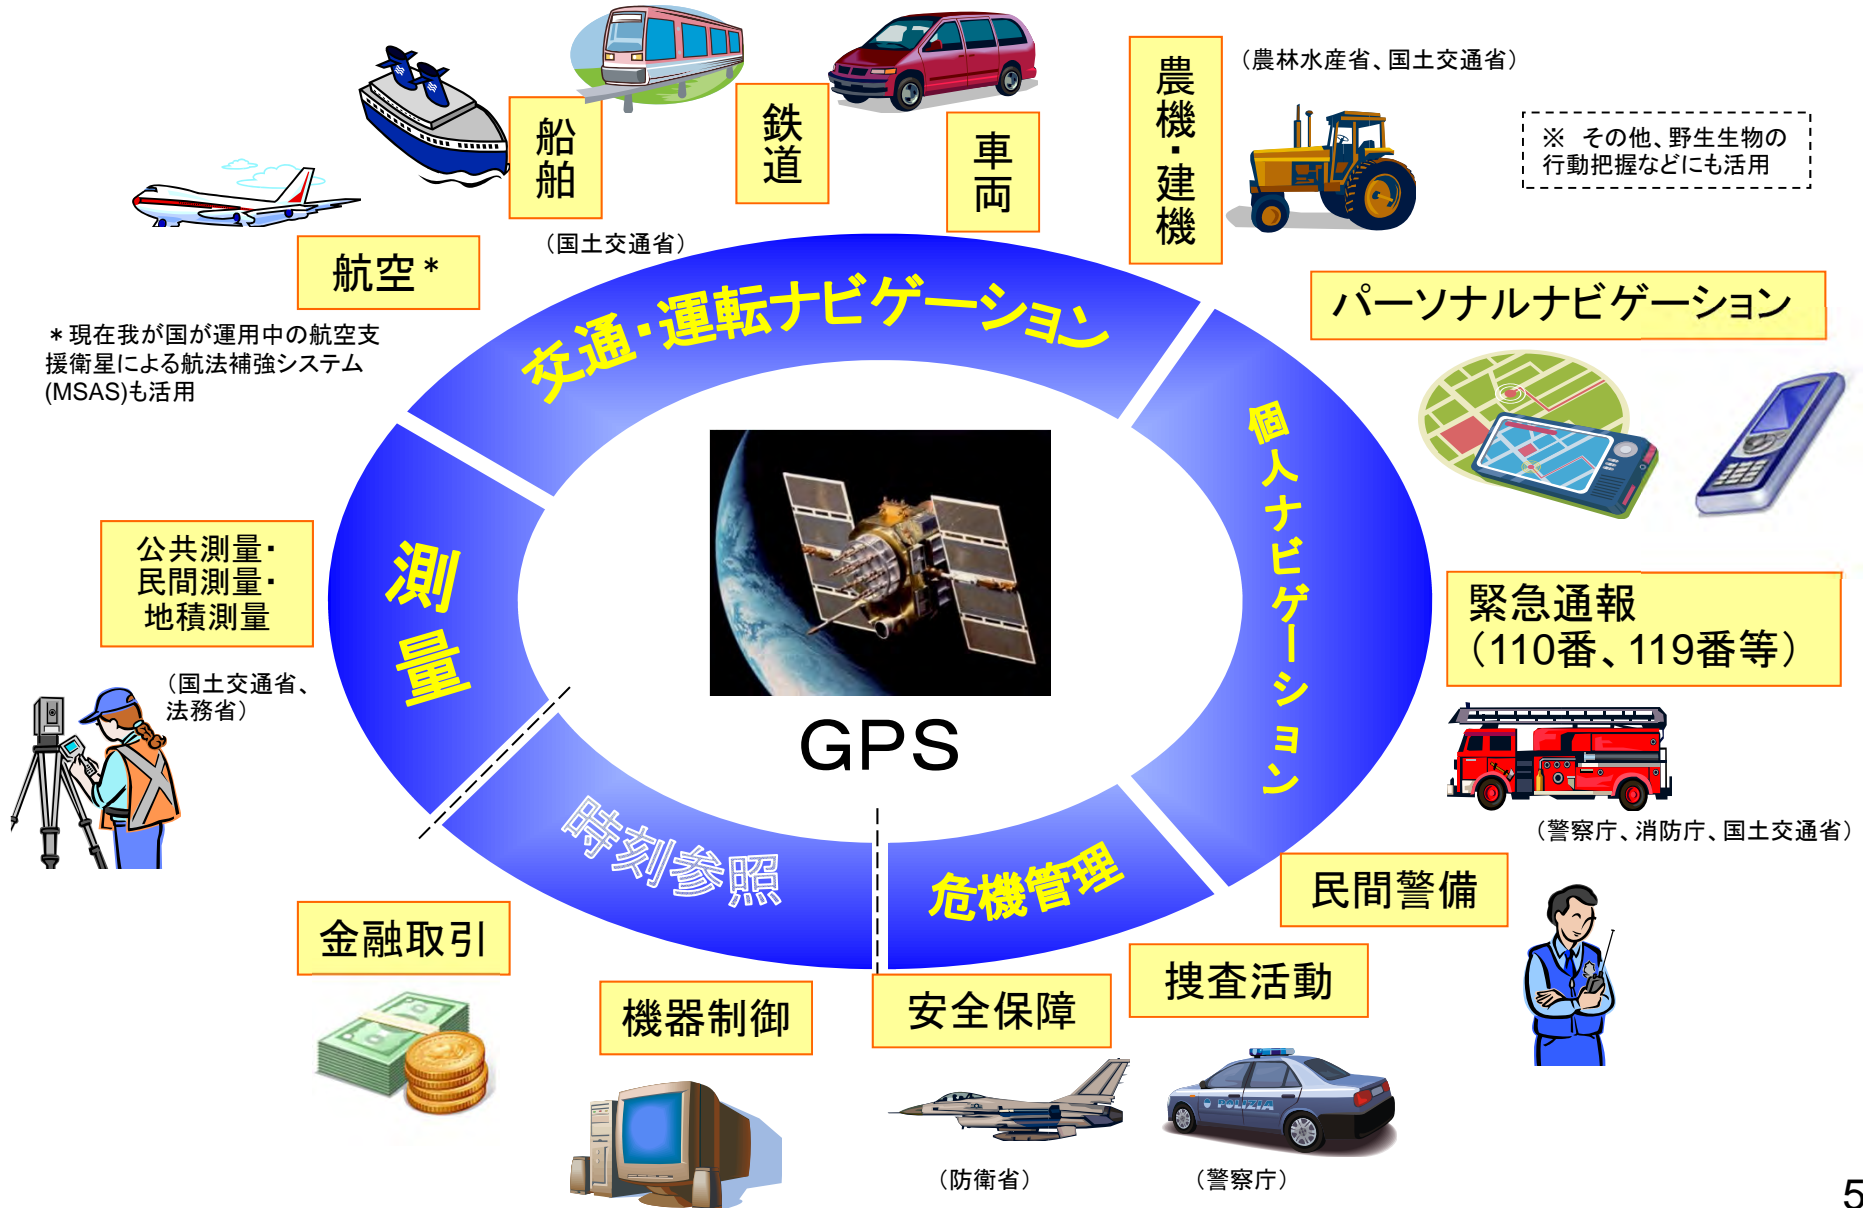 船
舶
鉄
道
車
両
農
機
・
建
機
（農林水産省、国土交通省）
※　その他、野生生物の
行動把握などにも活用
（国土交通省）
航空*
＊現在我が国が運用中の航空支
援衛星による航法補強システム
(MSAS)も活用
交通・運転ナビゲーション
パーソナルナビゲーション
個人ナビゲーション
測
量
公共測量・
民間測量・
地積測量
（国土交通省、
法務省）
GPS
緊急通報
（110番、119番等）
（警察庁、消防庁、国土交通省）
時刻参照
危機管理
民間警備
金融取引
機器制御
安全保障
捜査活動
POLIZIA
（防衛省）
（警察庁）
5